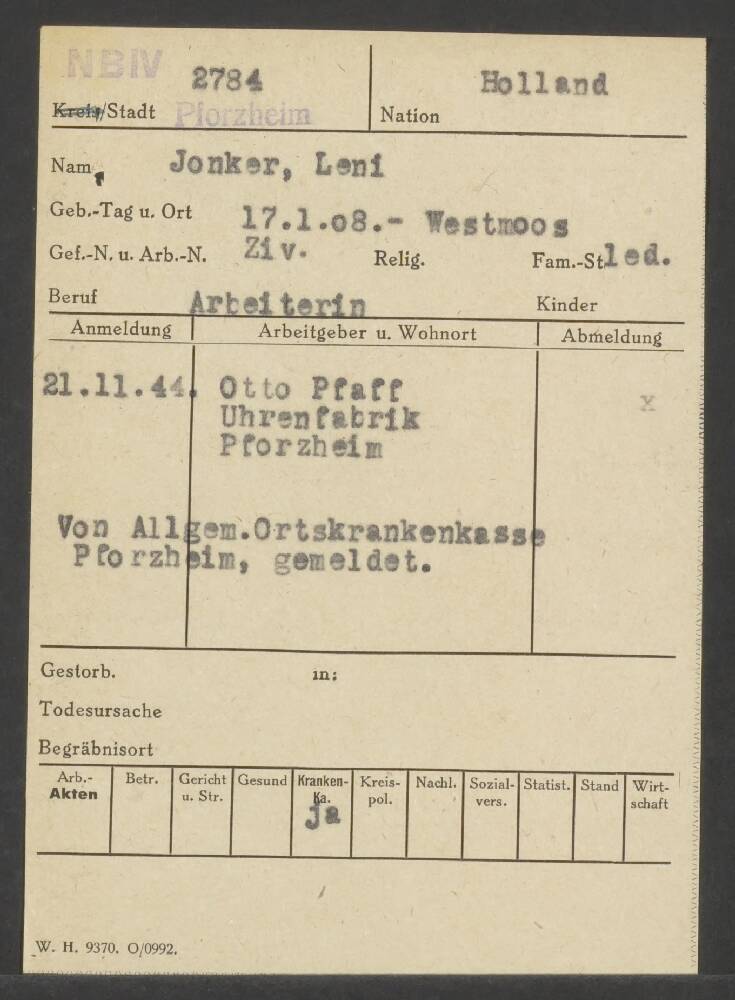 NBIV 2784 Holland
Kreis/Stadt Pforzheim Nation
Nam. Jonker, Leni
Geb.-Tag u. Ort 17.1.08.- Westmoos
Gef.-N. u. Arb.-N. Ziv. Relig. Fam.-St. led.
Beruf Arbeiterin Kinder
Anmeldung Arbeitgeber u. Wohnort Abmeldung
21.11.44. Otto Pfaff x
Uhrenfabrik
Pforzheim
Von Allgem.Ortskrankenkasse
Pforzheim, gemeldet.
Gestorb. in:
Todesursache
Begräbnisort
Arb.- Betr. Gericht Gesund Kranken- Kreis- Nachl. Sozial- Statist. Stand Wirt-
Akten u. Str. Ka. pol. vers. schaft
ja
W. H. 9370. O/0992.